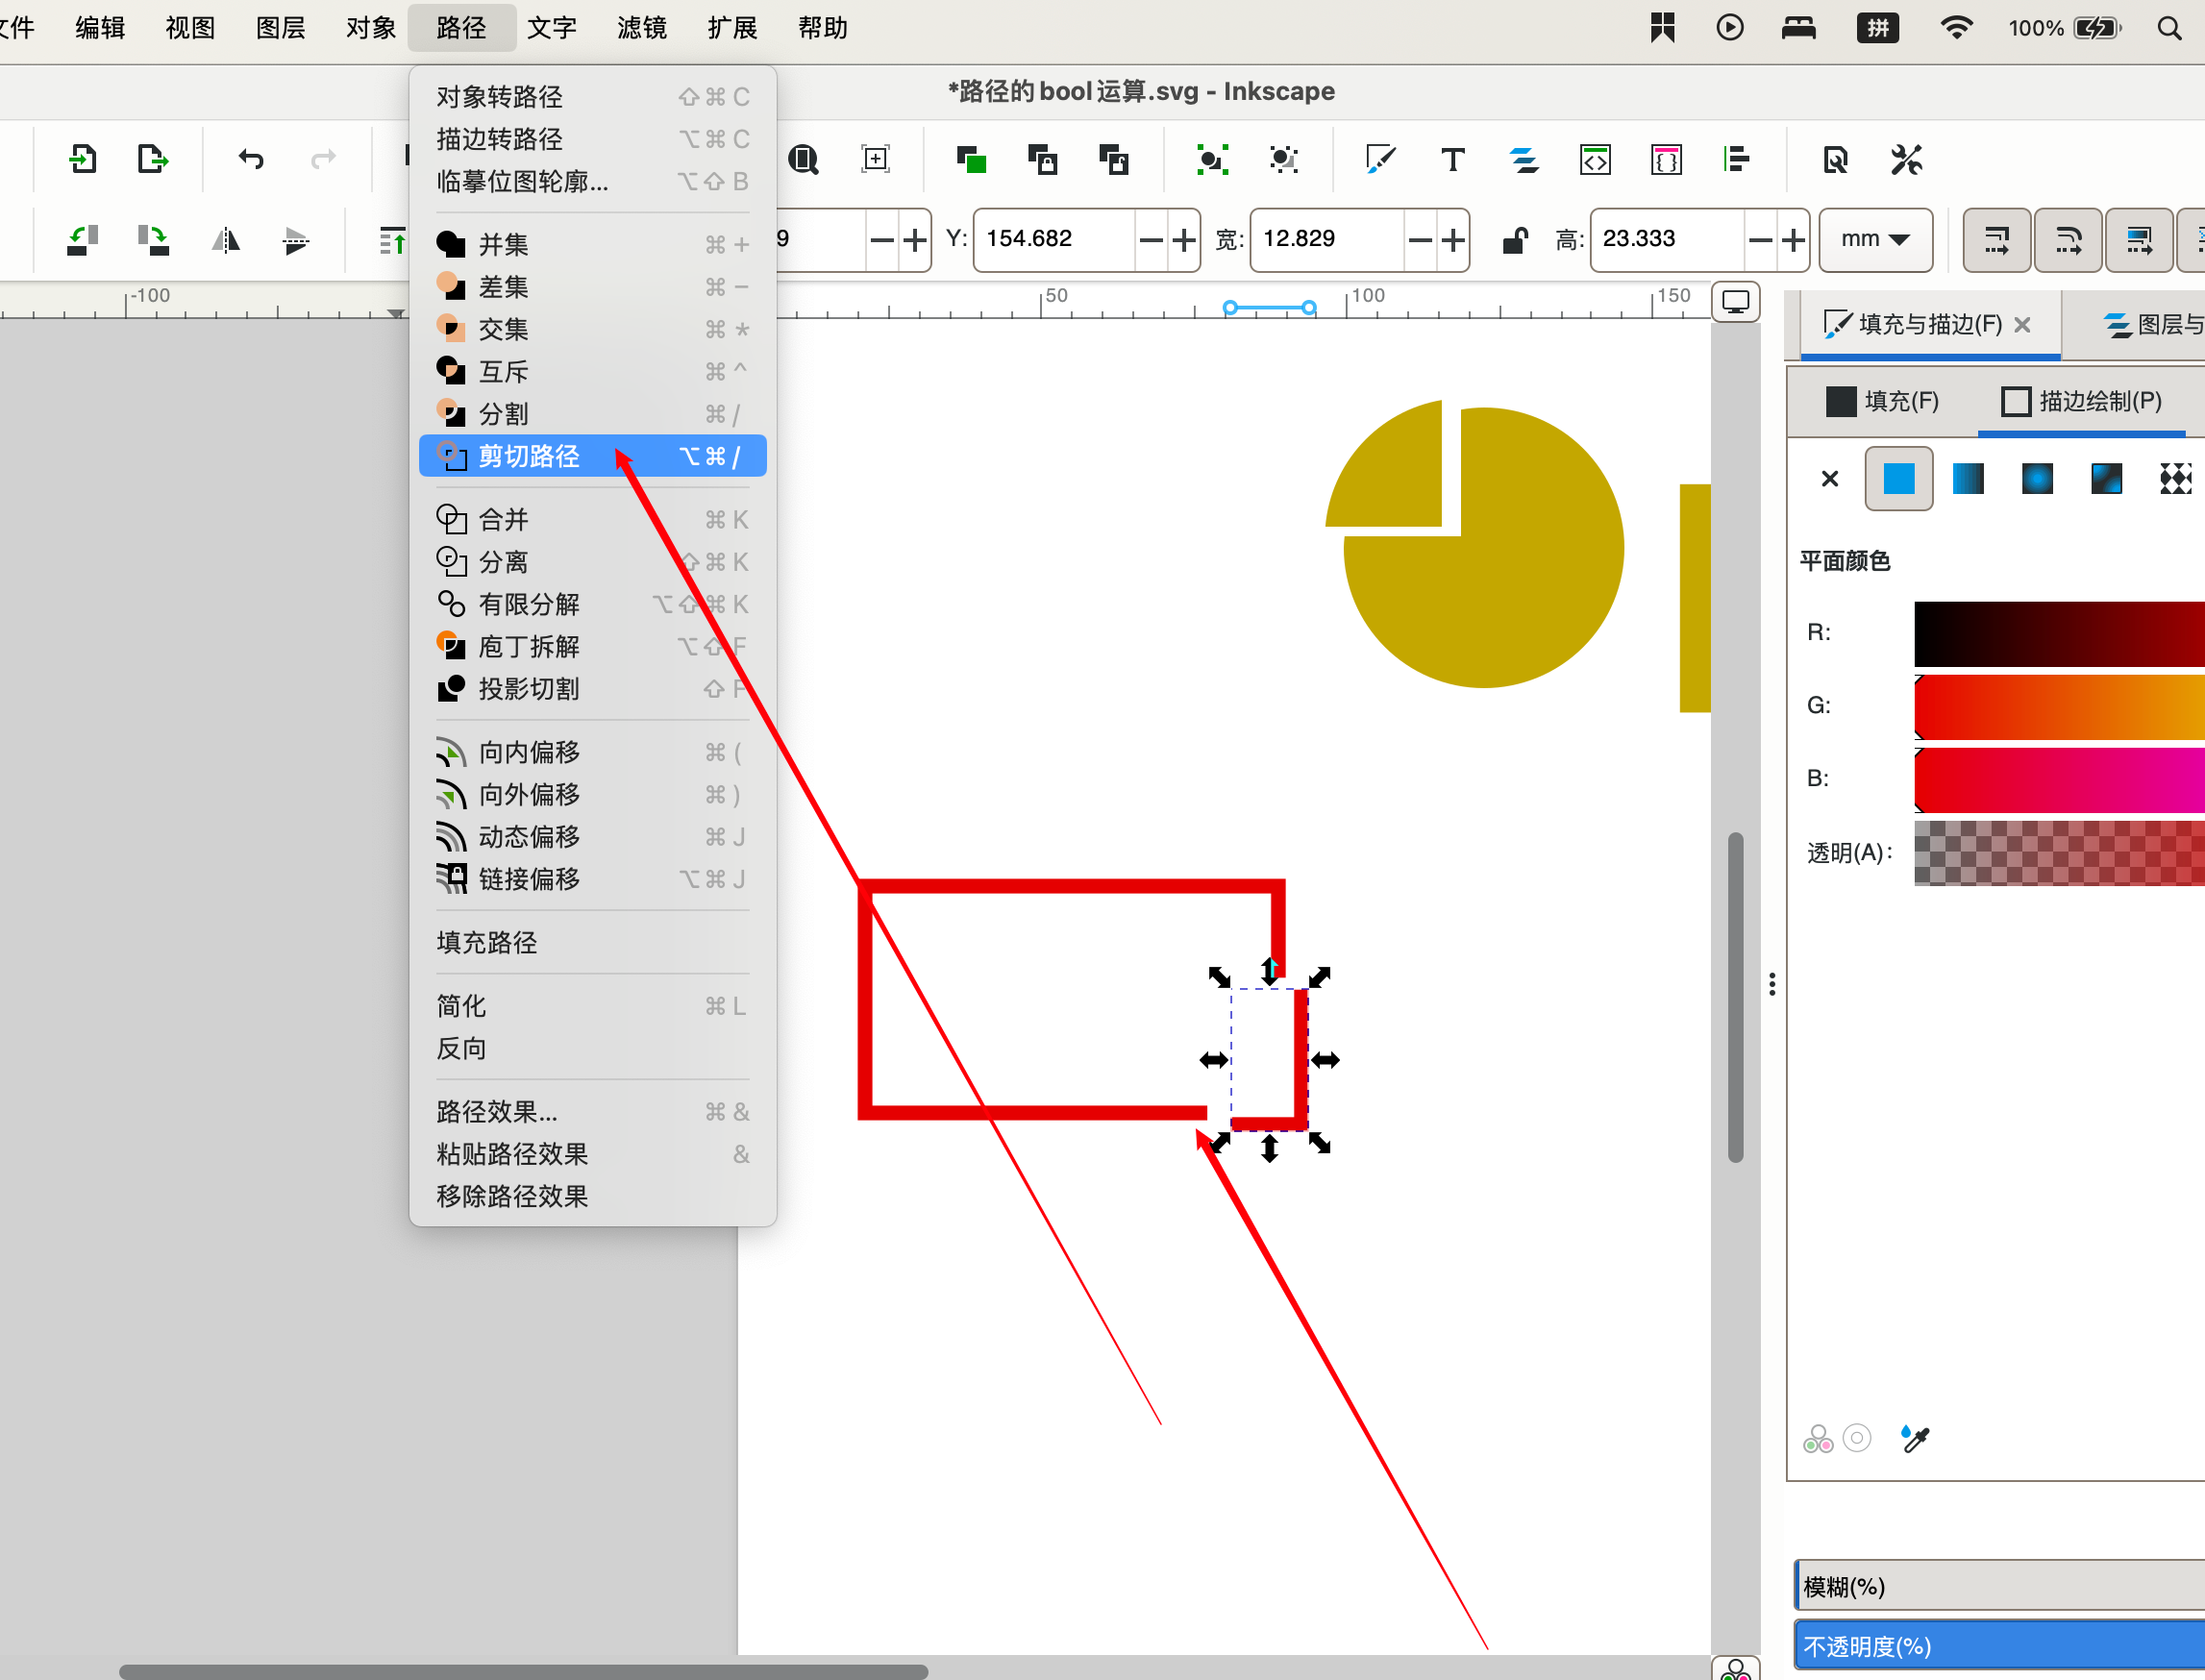 文件 编辑 视图 图层 对象 路径 文字 滤镜 扩展 帮助 拼 100%
*路径的bool运算.svg - Inkscape
对象转路径 ⇧⌘C
描边转路径 ⌥⌘C
临摹位图轮廓... ⌥⇧B
并集 ⌘+
差集 ⌘−
交集 ⌘*
互斥 ⌘^
分割 ⌘/
剪切路径 ⌥⌘/
合并 ⌘K
分离 ⇧⌘K
有限分解 ⌥⇧⌘K
庖丁拆解 ⌥⇧F
投影切割 ⇧F
向内偏移 ⌘(
向外偏移 ⌘)
动态偏移 ⌘J
链接偏移 ⌥⌘J
填充路径
简化 ⌘L
反向
路径效果... ⌘&
粘贴路径效果 &
移除路径效果
9 Y: 154.682 宽: 12.829 高: 23.333 mm
-100 50 100 150
填充与描边(F) 图层与
填充(F) 描边绘制(P)
平面颜色
R:
G:
B:
透明(A):
模糊(%)
不透明度(%)